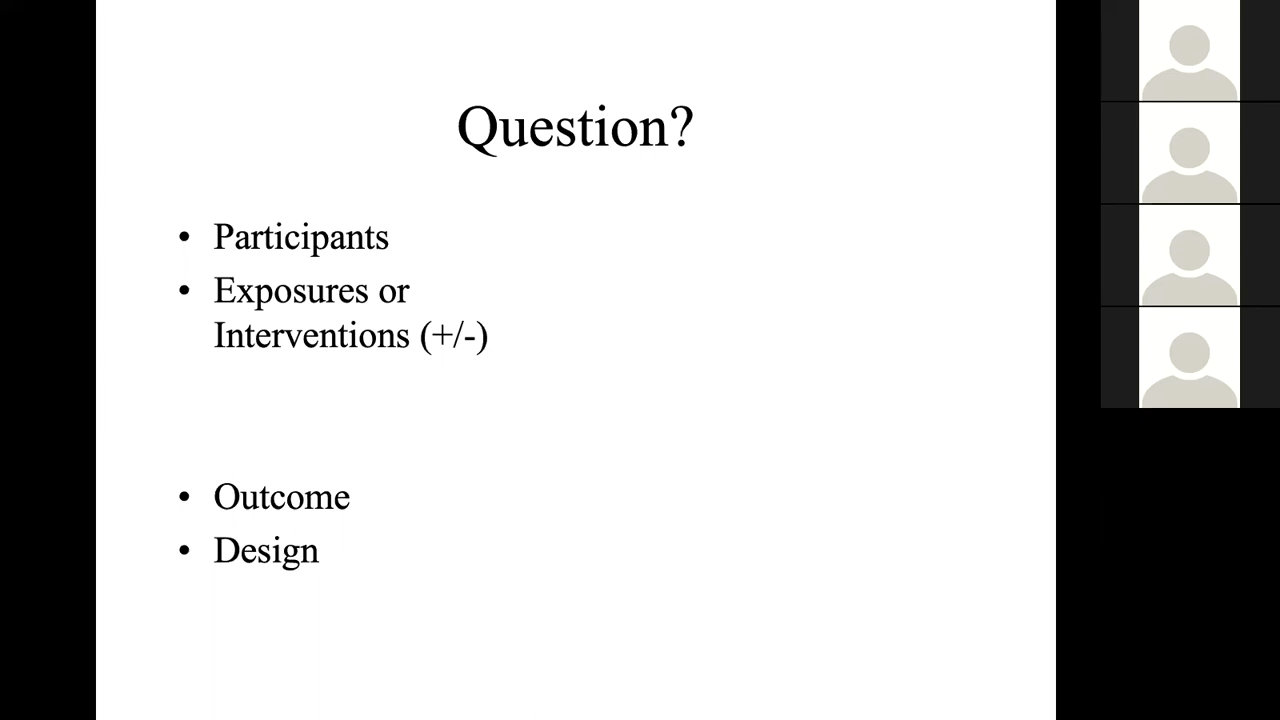 Question?
• Participants
• Exposures or
Interventions (+/-)
• Outcome
• Design